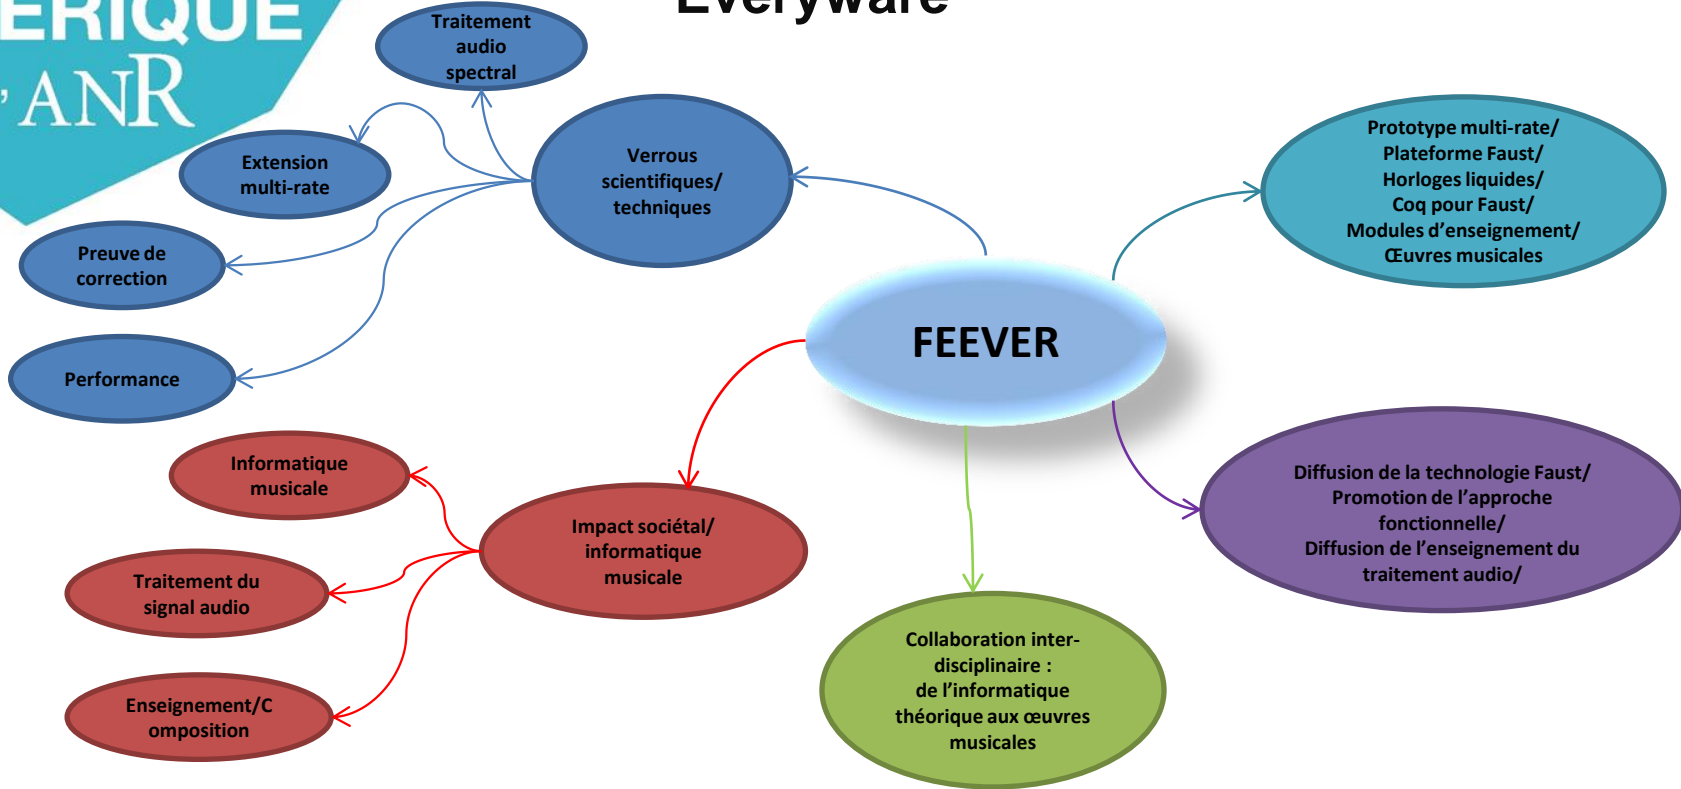 Everyware
ERIQUE
'ANR
Traitement
audio
spectral
Extension
multi-rate
Preuve de
correction
Performance
Verrous
scientifiques/
techniques
Prototype multi-rate/
Plateforme Faust/
Horloges liquides/
Coq pour Faust/
Modules d’enseignement/
Œuvres musicales
FEEVER
Informatique
musicale
Traitement du
signal audio
Enseignement/C
omposition
Impact sociétal/
informatique
musicale
Collaboration inter-
disciplinaire :
de l’informatique
théorique aux œuvres
musicales
Diffusion de la technologie Faust/
Promotion de l’approche
fonctionnelle/
Diffusion de l’enseignement du
traitement audio/